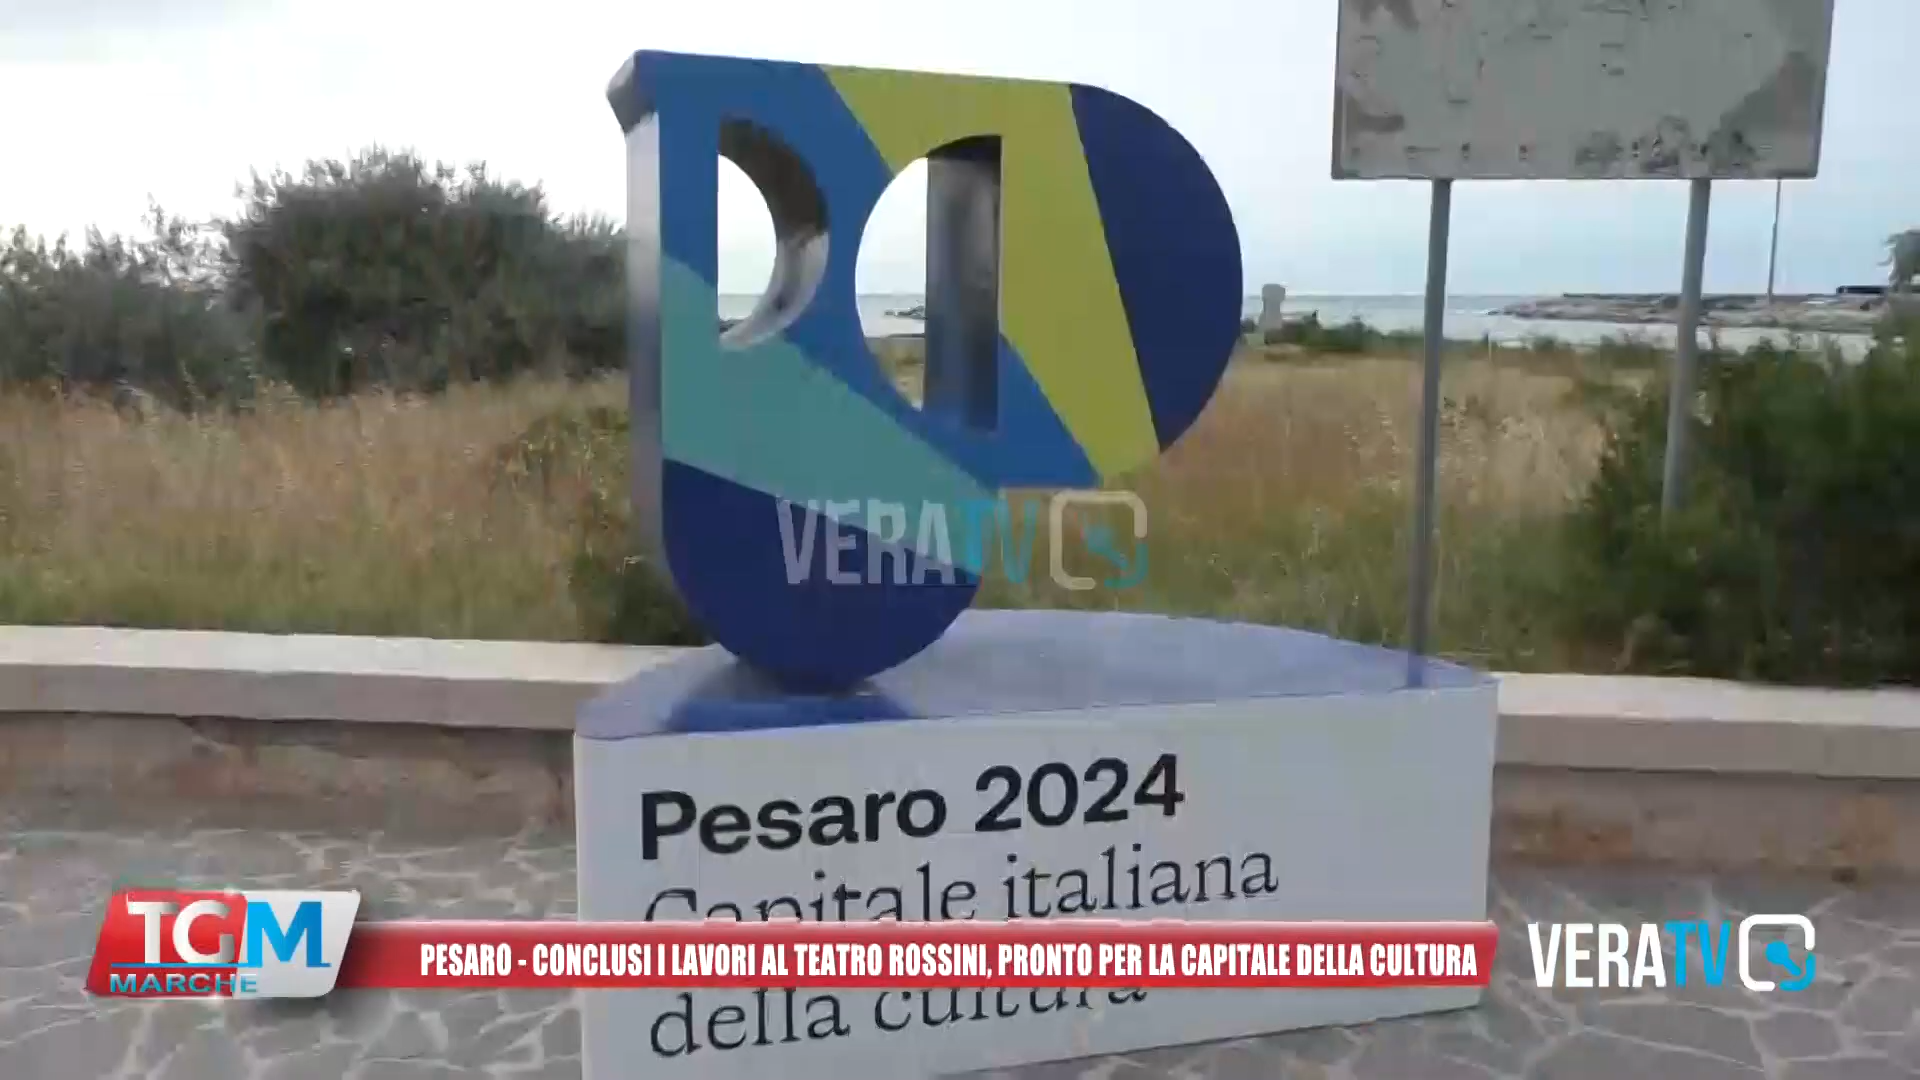 VERATV
Pesaro 2024
Capitale italiana
della cultura
TGM
MARCHE
PESARO - CONCLUSI I LAVORI AL TEATRO ROSSINI, PRONTO PER LA CAPITALE DELLA CULTURA
VERATV